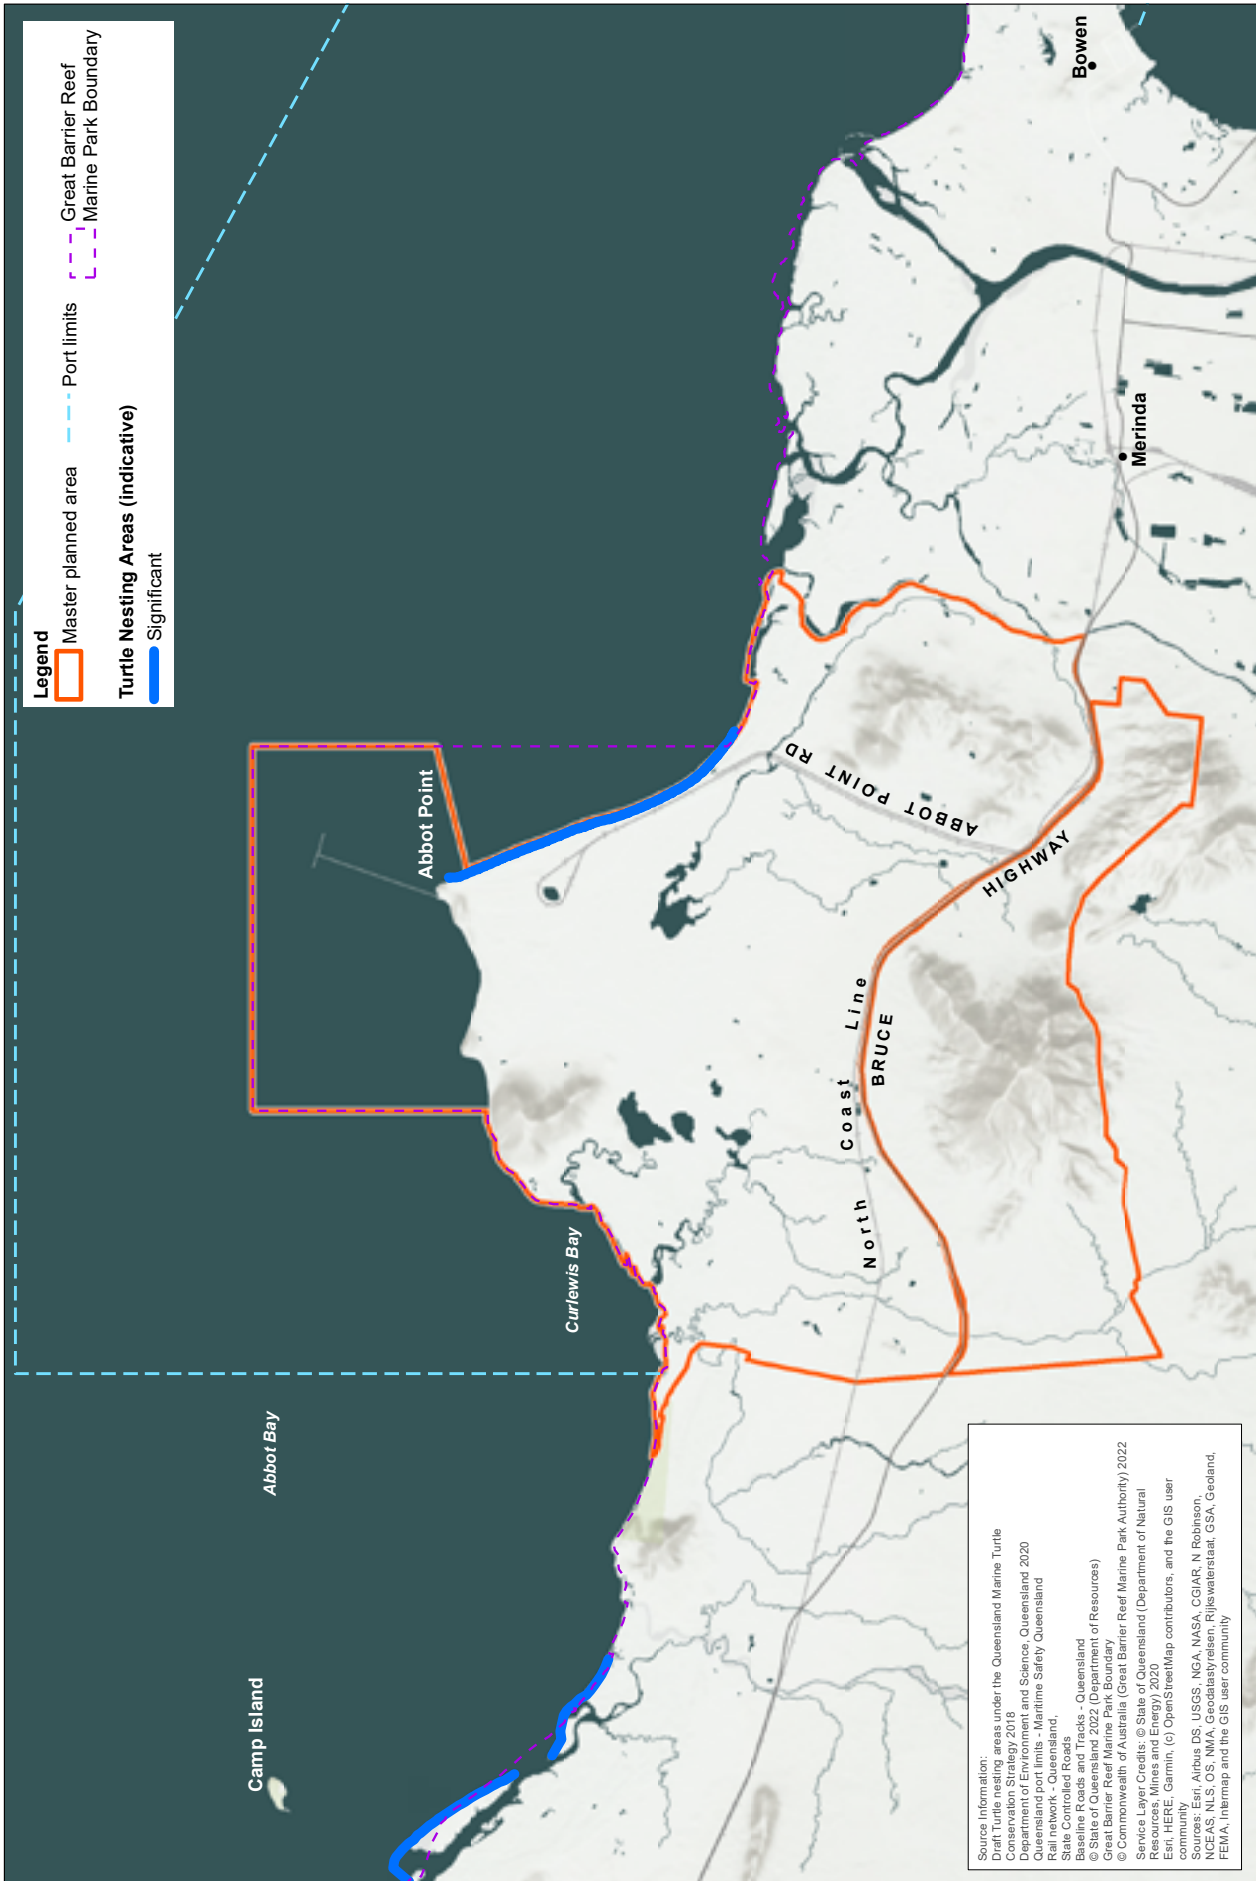 Legend
Master planned area
Port limits
Great Barrier Reef
Marine Park Boundary
Turtle Nesting Areas (indicative)
Significant
Camp Island
Abbot Bay
Curlewis Bay
Abbot Point
Bowen
Merinda
ABBOT POINT RD
North Coast Line
BRUCE HIGHWAY
Source Information:
Draft Turtle nesting areas under the Queensland Marine Turtle
Conservation Strategy 2018
Department of Environment and Science, Queensland 2020
Queensland port limits - Maritime Safety Queensland
Rail network - Queensland,
State Controlled Roads
Baseline Roads and Tracks - Queensland
© State of Queensland 2022 (Department of Resources)
Great Barrier Reef Marine Park Boundary
© Commonwealth of Australia (Great Barrier Reef Marine Park Authority) 2022
Service Layer Credits: © State of Queensland (Department of Natural
Resources, Mines and Energy) 2020
Esri, HERE, Garmin, (c) OpenStreetMap contributors, and the GIS user
community
Sources: Esri, Airbus DS, USGS, NGA, NASA, CGIAR, N Robinson,
NCEAS, NLS, OS, NMA, Geodatastyrelsen, Rijkswaterstaat, GSA, Geoland,
FEMA, Intermap and the GIS user community